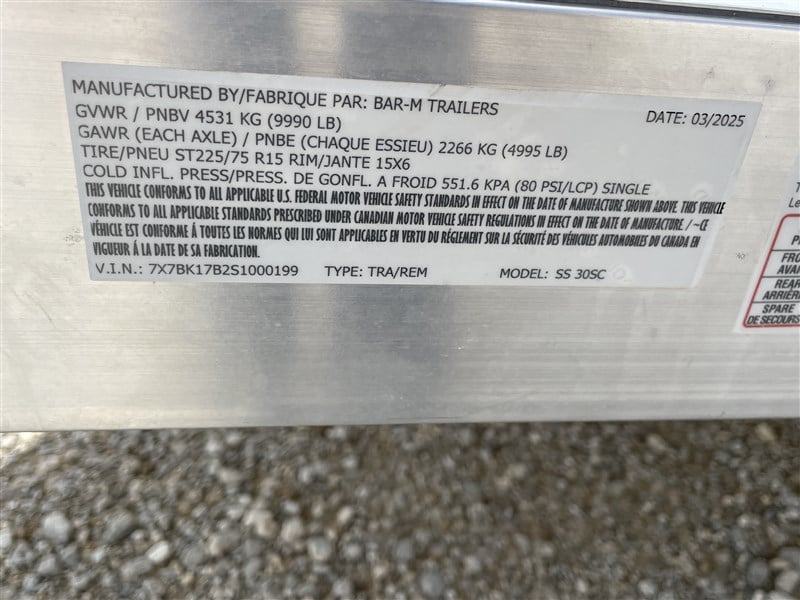 MANUFACTURED BY/FABRIQUE PAR: BAR-M TRAILERS DATE: 03/2025
GVWR / PNBV 4531 KG (9990 LB)
GAWR (EACH AXLE) / PNBE (CHAQUE ESSIEU) 2266 KG (4995 LB)
TIRE/PNEU ST225/75 R15 RIM/JANTE 15X6
COLD INFL. PRESS/PRESS. DE GONFL. A FROID 551.6 KPA (80 PSI/LCP) SINGLE
THIS VEHICLE CONFORMS TO ALL APPLICABLE U.S. FEDERAL MOTOR VEHICLE SAFETY STANDARDS IN EFFECT ON THE DATE OF MANUFACTURE SHOWN ABOVE. THIS VEHICLE
CONFORMS TO ALL APPLICABLE STANDARDS PRESCRIBED UNDER CANADIAN MOTOR VEHICLE SAFETY REGULATIONS IN EFFECT ON THE DATE OF MANUFACTURE / ~CE
VÉHICLE EST CONFORME Á TOUTES LES NORMES QUI LUI SONT APPLICABLES EN VERTU DU RÉGLEMENT SUR LA SÉCURITÉ DES VÉHICULES AUTOMOBILES DU CANADA EN
VIGUEUR Á LA DATE DE SA FABRICATION.
V.I.N.: 7X7BK17B2S1000199 TYPE: TRA/REM MODEL: SS 30SC
FRO
AVAN
REAR
ARRIÈRE
SPARE
DE SECOURS